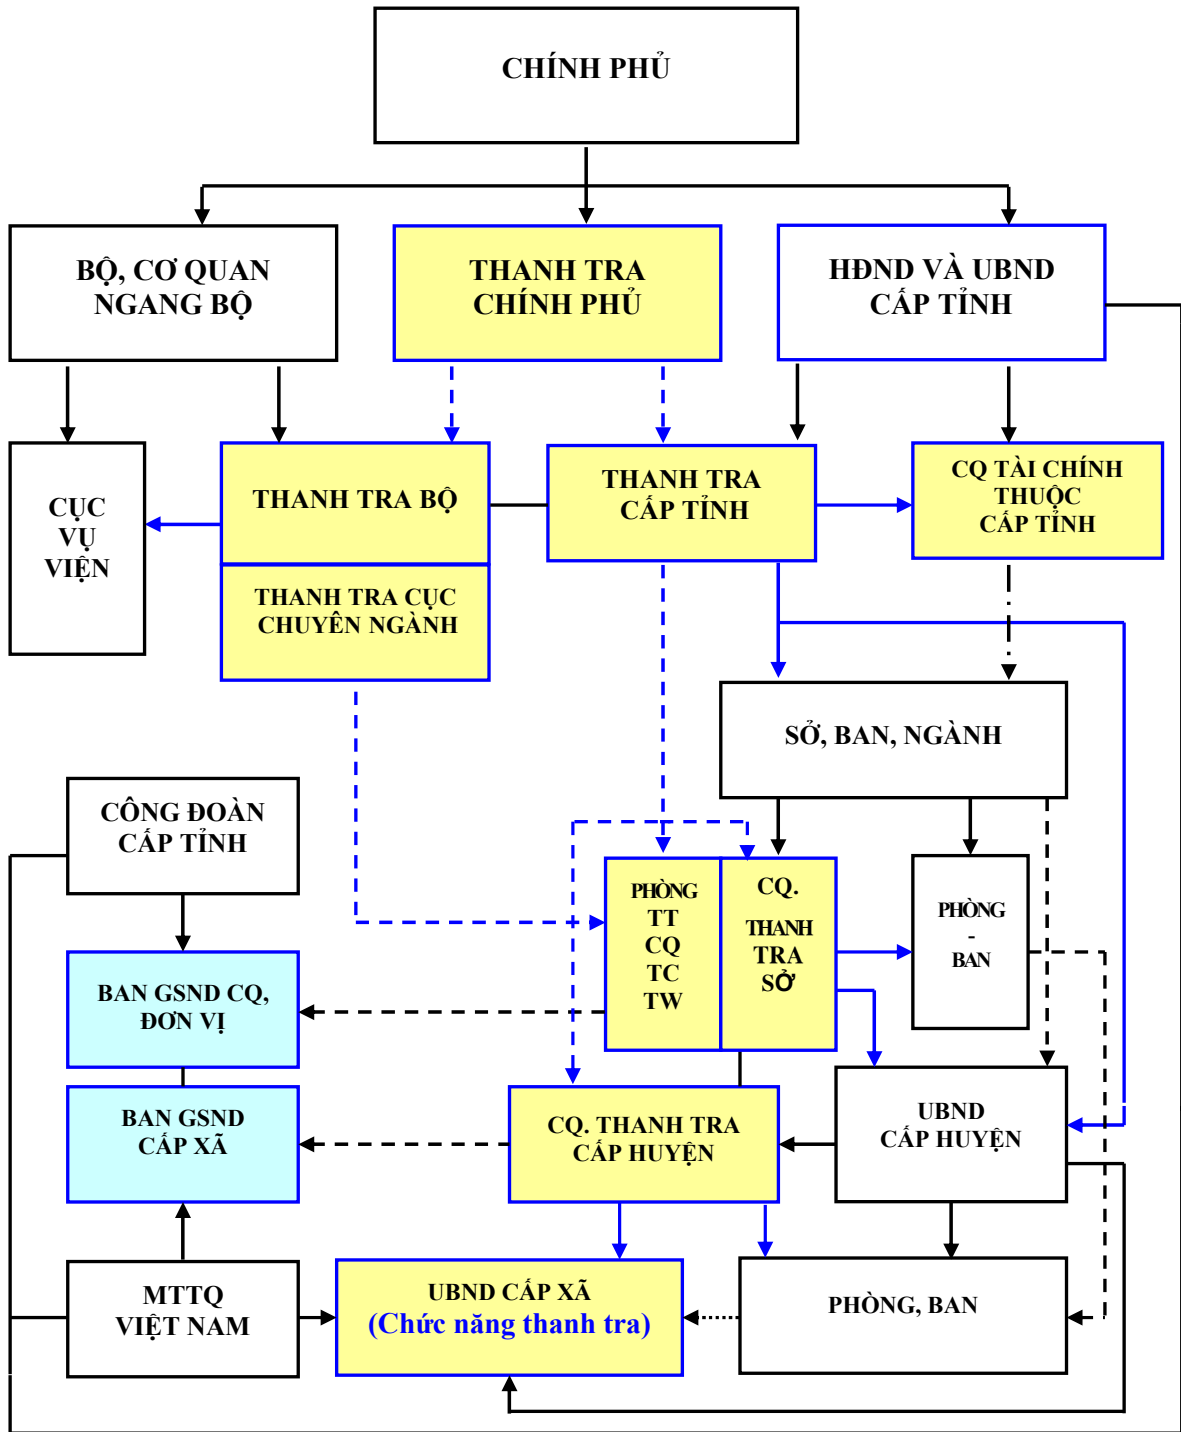 CHÍNH PHỦ
BỘ, CƠ QUAN
NGANG BỘ
THANH TRA
CHÍNH PHỦ
HĐND VÀ UBND
CẤP TỈNH
CỤC
VỤ
VIỆN
THANH TRA BỘ
THANH TRA CỤC
CHUYÊN NGÀNH
THANH TRA
CẤP TỈNH
CQ TÀI CHÍNH
THUỘC
CẤP TỈNH
SỞ, BAN, NGÀNH
CÔNG ĐOÀN
CẤP TỈNH
PHÒNG
TT
CQ
TC
TW
CQ.
THANH
TRA
SỞ
PHÒNG
-
BAN
BAN GSND CQ,
ĐƠN VỊ
BAN GSND
CẤP XÃ
CQ. THANH TRA
CẤP HUYỆN
UBND
CẤP HUYỆN
MTTQ
VIỆT NAM
UBND CẤP XÃ
(Chức năng thanh tra)
PHÒNG, BAN